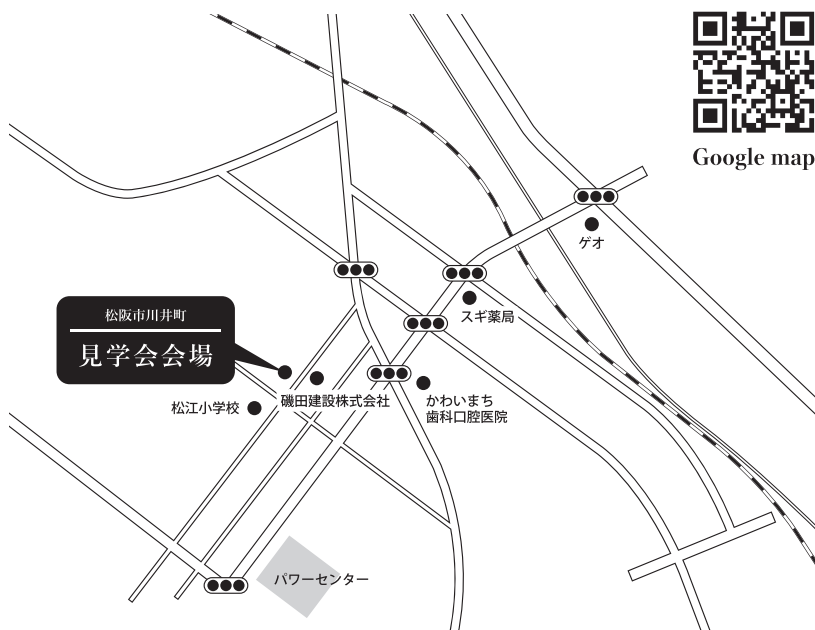 Google map
ゲオ
スギ薬局
松阪市川井町
見学会会場
磯田建設株式会社
松江小学校
かわいまち
歯科口腔医院
パワーセンター